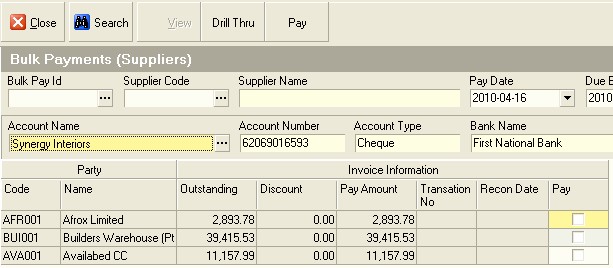 Close Search View Drill Thru Pay
Bulk Payments (Suppliers)
Bulk Pay Id Supplier Code Supplier Name Pay Date Due
... ... 2010-04-16 2010
Account Name Account Number Account Type Bank Name
Synergy Interiors ... 62069016593 Cheque First National Bank
Party Invoice Information
Code Name Outstanding Discount Pay Amount Transation Recon Date Pay
No
AFR001 Afrox Limited 2,893.78 0.00 2,893.78
BUI001 Builders Warehouse (Pt 39,415.53 0.00 39,415.53
AVA001 Availabed CC 11,157.99 0.00 11,157.99